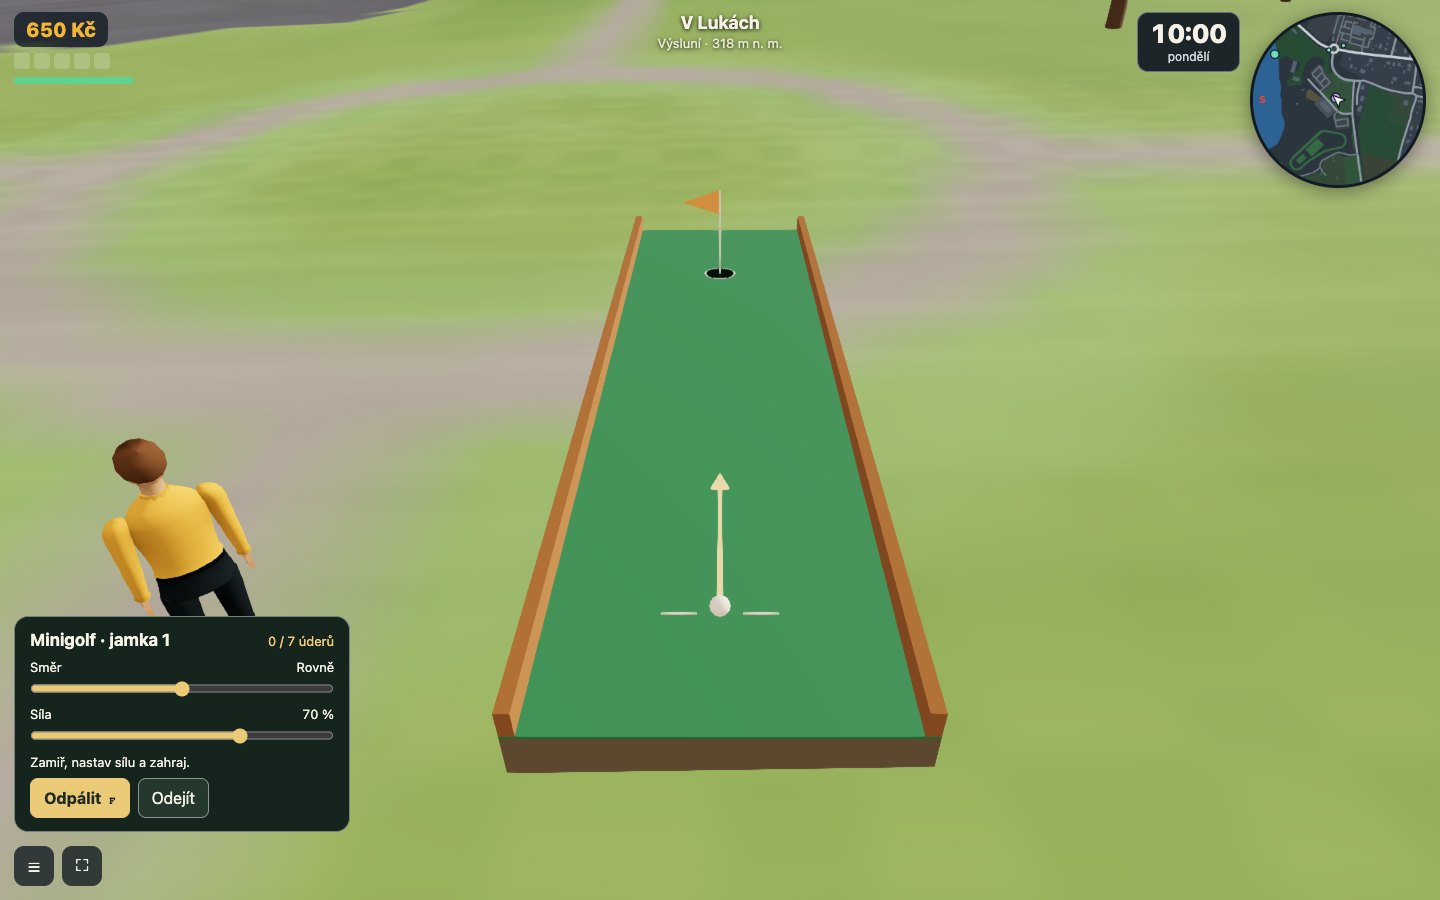 650 Kč
V Lukách
Výsluní · 318 m n. m.
10:00
pondělí
S
Minigolf · jamka 1
0 / 7 úderů
Směr
Rovně
Síla
70 %
Zamiř, nastav sílu a zahraj.
Odpálit F
Odejít